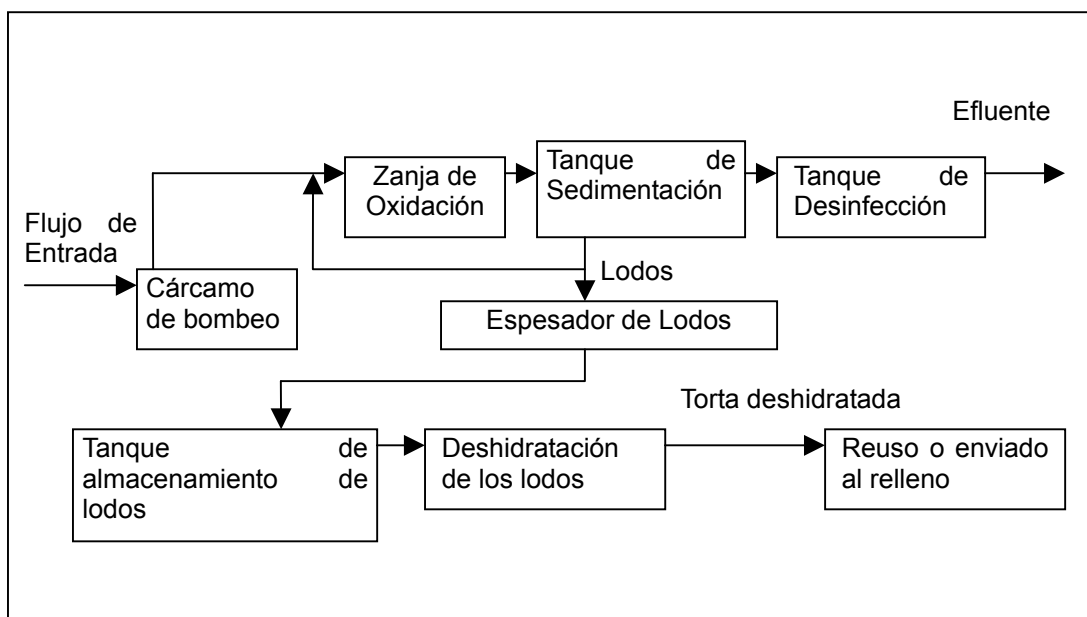 Efluente
Zanja de
Oxidación
Tanque de
Sedimentación
Tanque de
Desinfección
Flujo de
Entrada
Cárcamo
de bombeo
Lodos
Espesador de Lodos
Torta deshidratada
Tanque de
almacenamiento de
lodos
Deshidratación
de los lodos
Reuso o enviado
al relleno